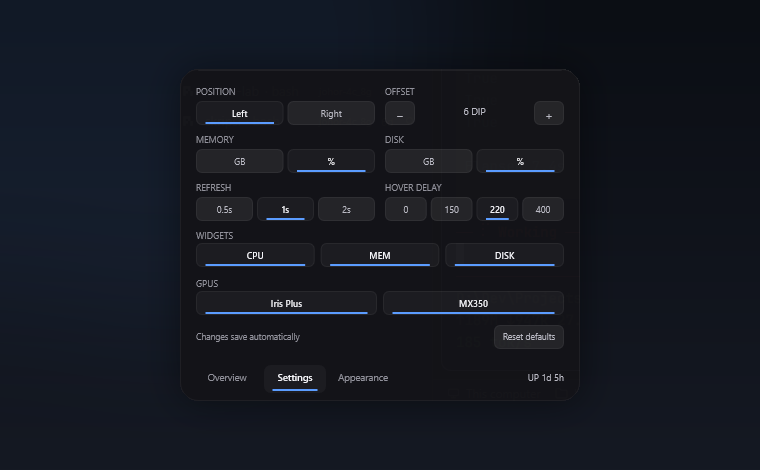 POSITION OFFSET
Left Right – 6 DIP +
MEMORY DISK
GB % GB %
REFRESH HOVER DELAY
0.5s 1s 2s 0 150 220 400
WIDGETS
CPU MEM DISK
GPUS
Iris Plus MX350
Changes save automatically Reset defaults
Overview Settings Appearance UP 1d 5h